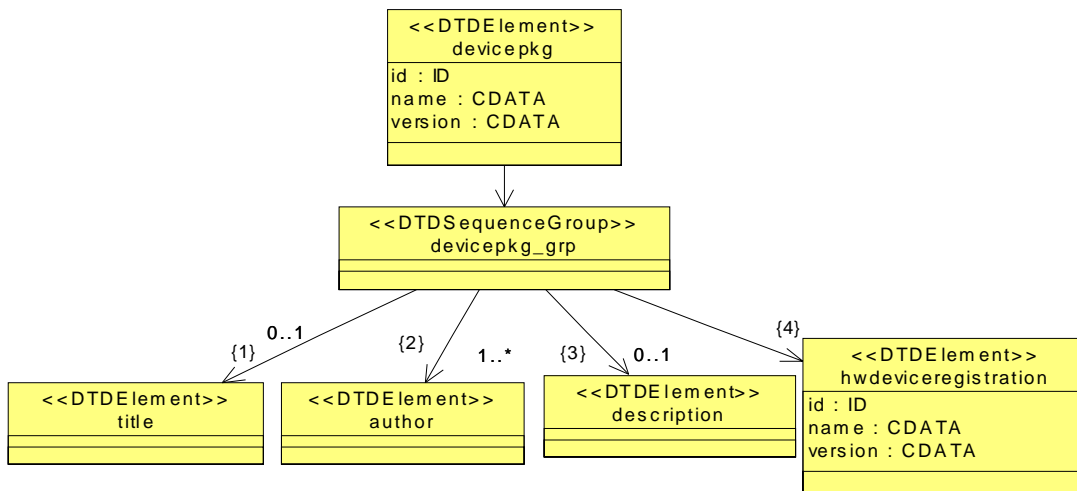 <<DTDElement>>
devicepkg
id : ID
name : CDATA
version : CDATA
<<DTDSequenceGroup>>
devicepkg_grp
0..1
{1}
{2}
1..*
{3}
0..1
{4}
<<DTDElement>>
title
<<DTDElement>>
author
<<DTDElement>>
description
<<DTDElement>>
hwdeviceregistration
id : ID
name : CDATA
version : CDATA